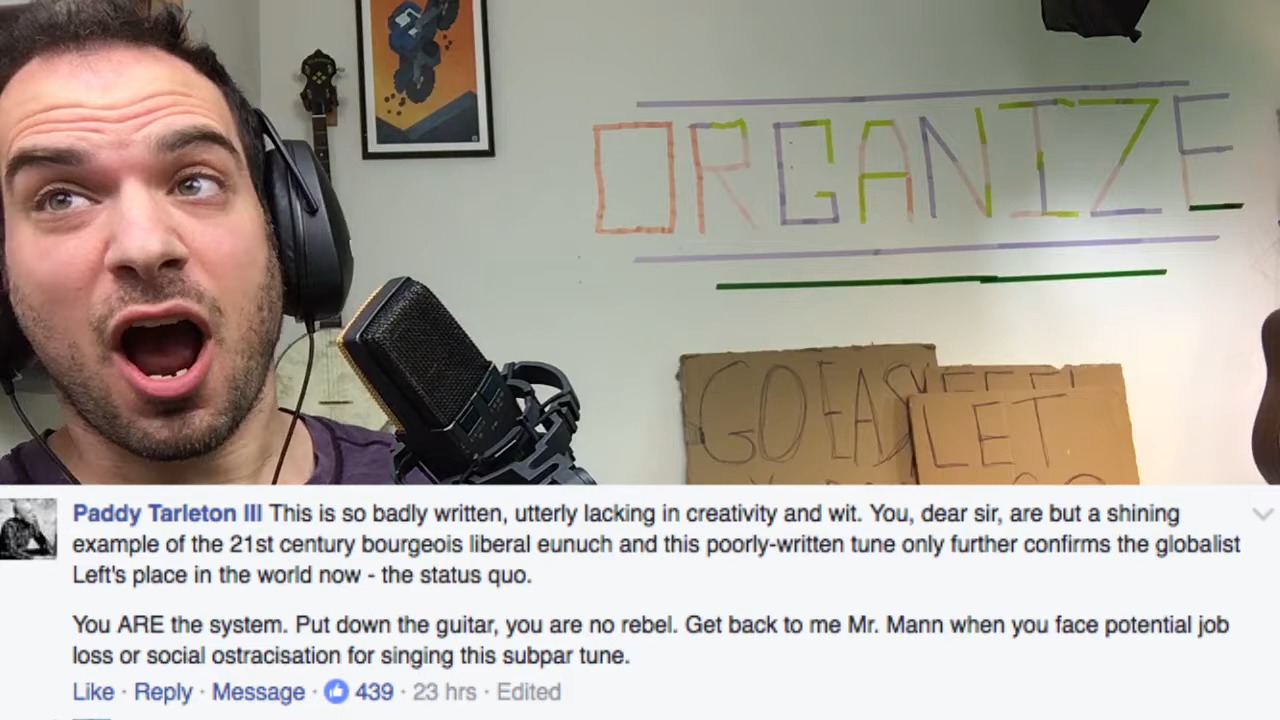 ORGANIZE
GO EASY
LET
Paddy Tarleton III This is so badly written, utterly lacking in creativity and wit. You, dear sir, are but a shining
example of the 21st century bourgeois liberal eunuch and this poorly-written tune only further confirms the globalist
Left's place in the world now - the status quo.
You ARE the system. Put down the guitar, you are no rebel. Get back to me Mr. Mann when you face potential job
loss or social ostracisation for singing this subpar tune.
Like · Reply · Message · 439 · 23 hrs · Edited